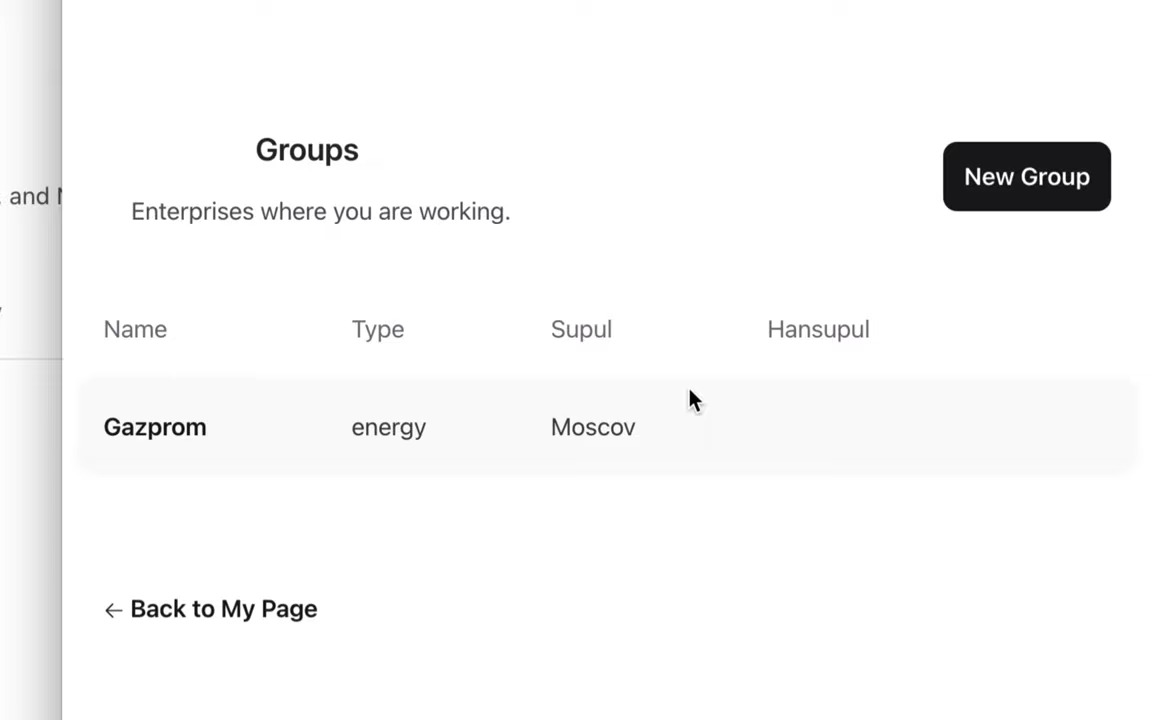 Groups
New Group
and
Enterprises where you are working.
Name Type Supul Hansupul
Gazprom energy Moscov
← Back to My Page